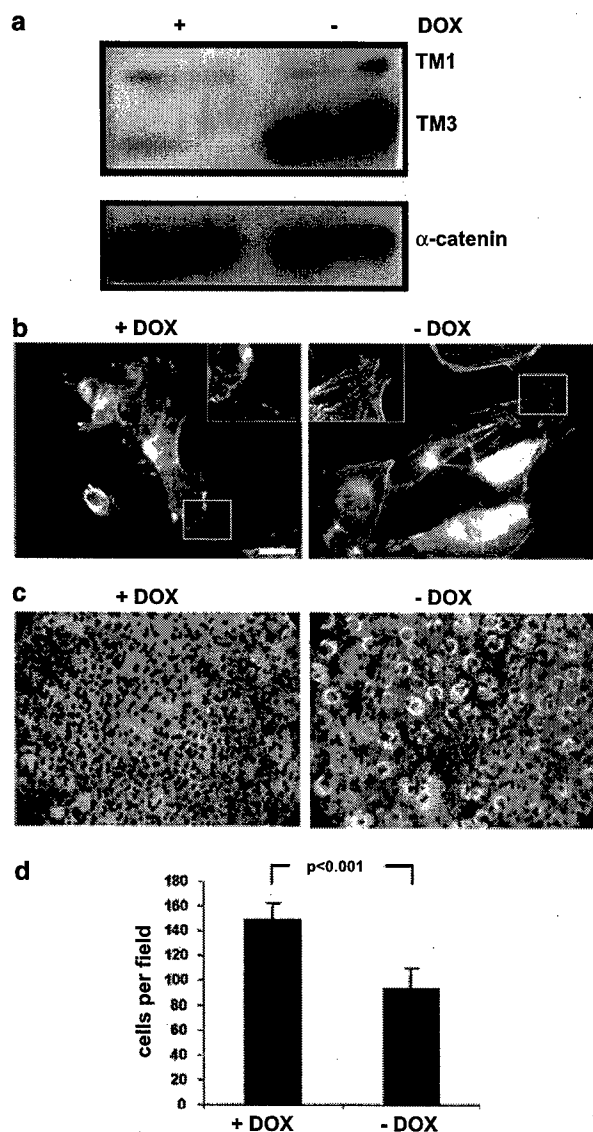 a
+ - DOX
TM1
TM3
α-catenin
b
+ DOX - DOX
c
+ DOX - DOX
d
p<0.001
180
160
140
120
100
80
60
40
20
0
cells per field
+ DOX - DOX